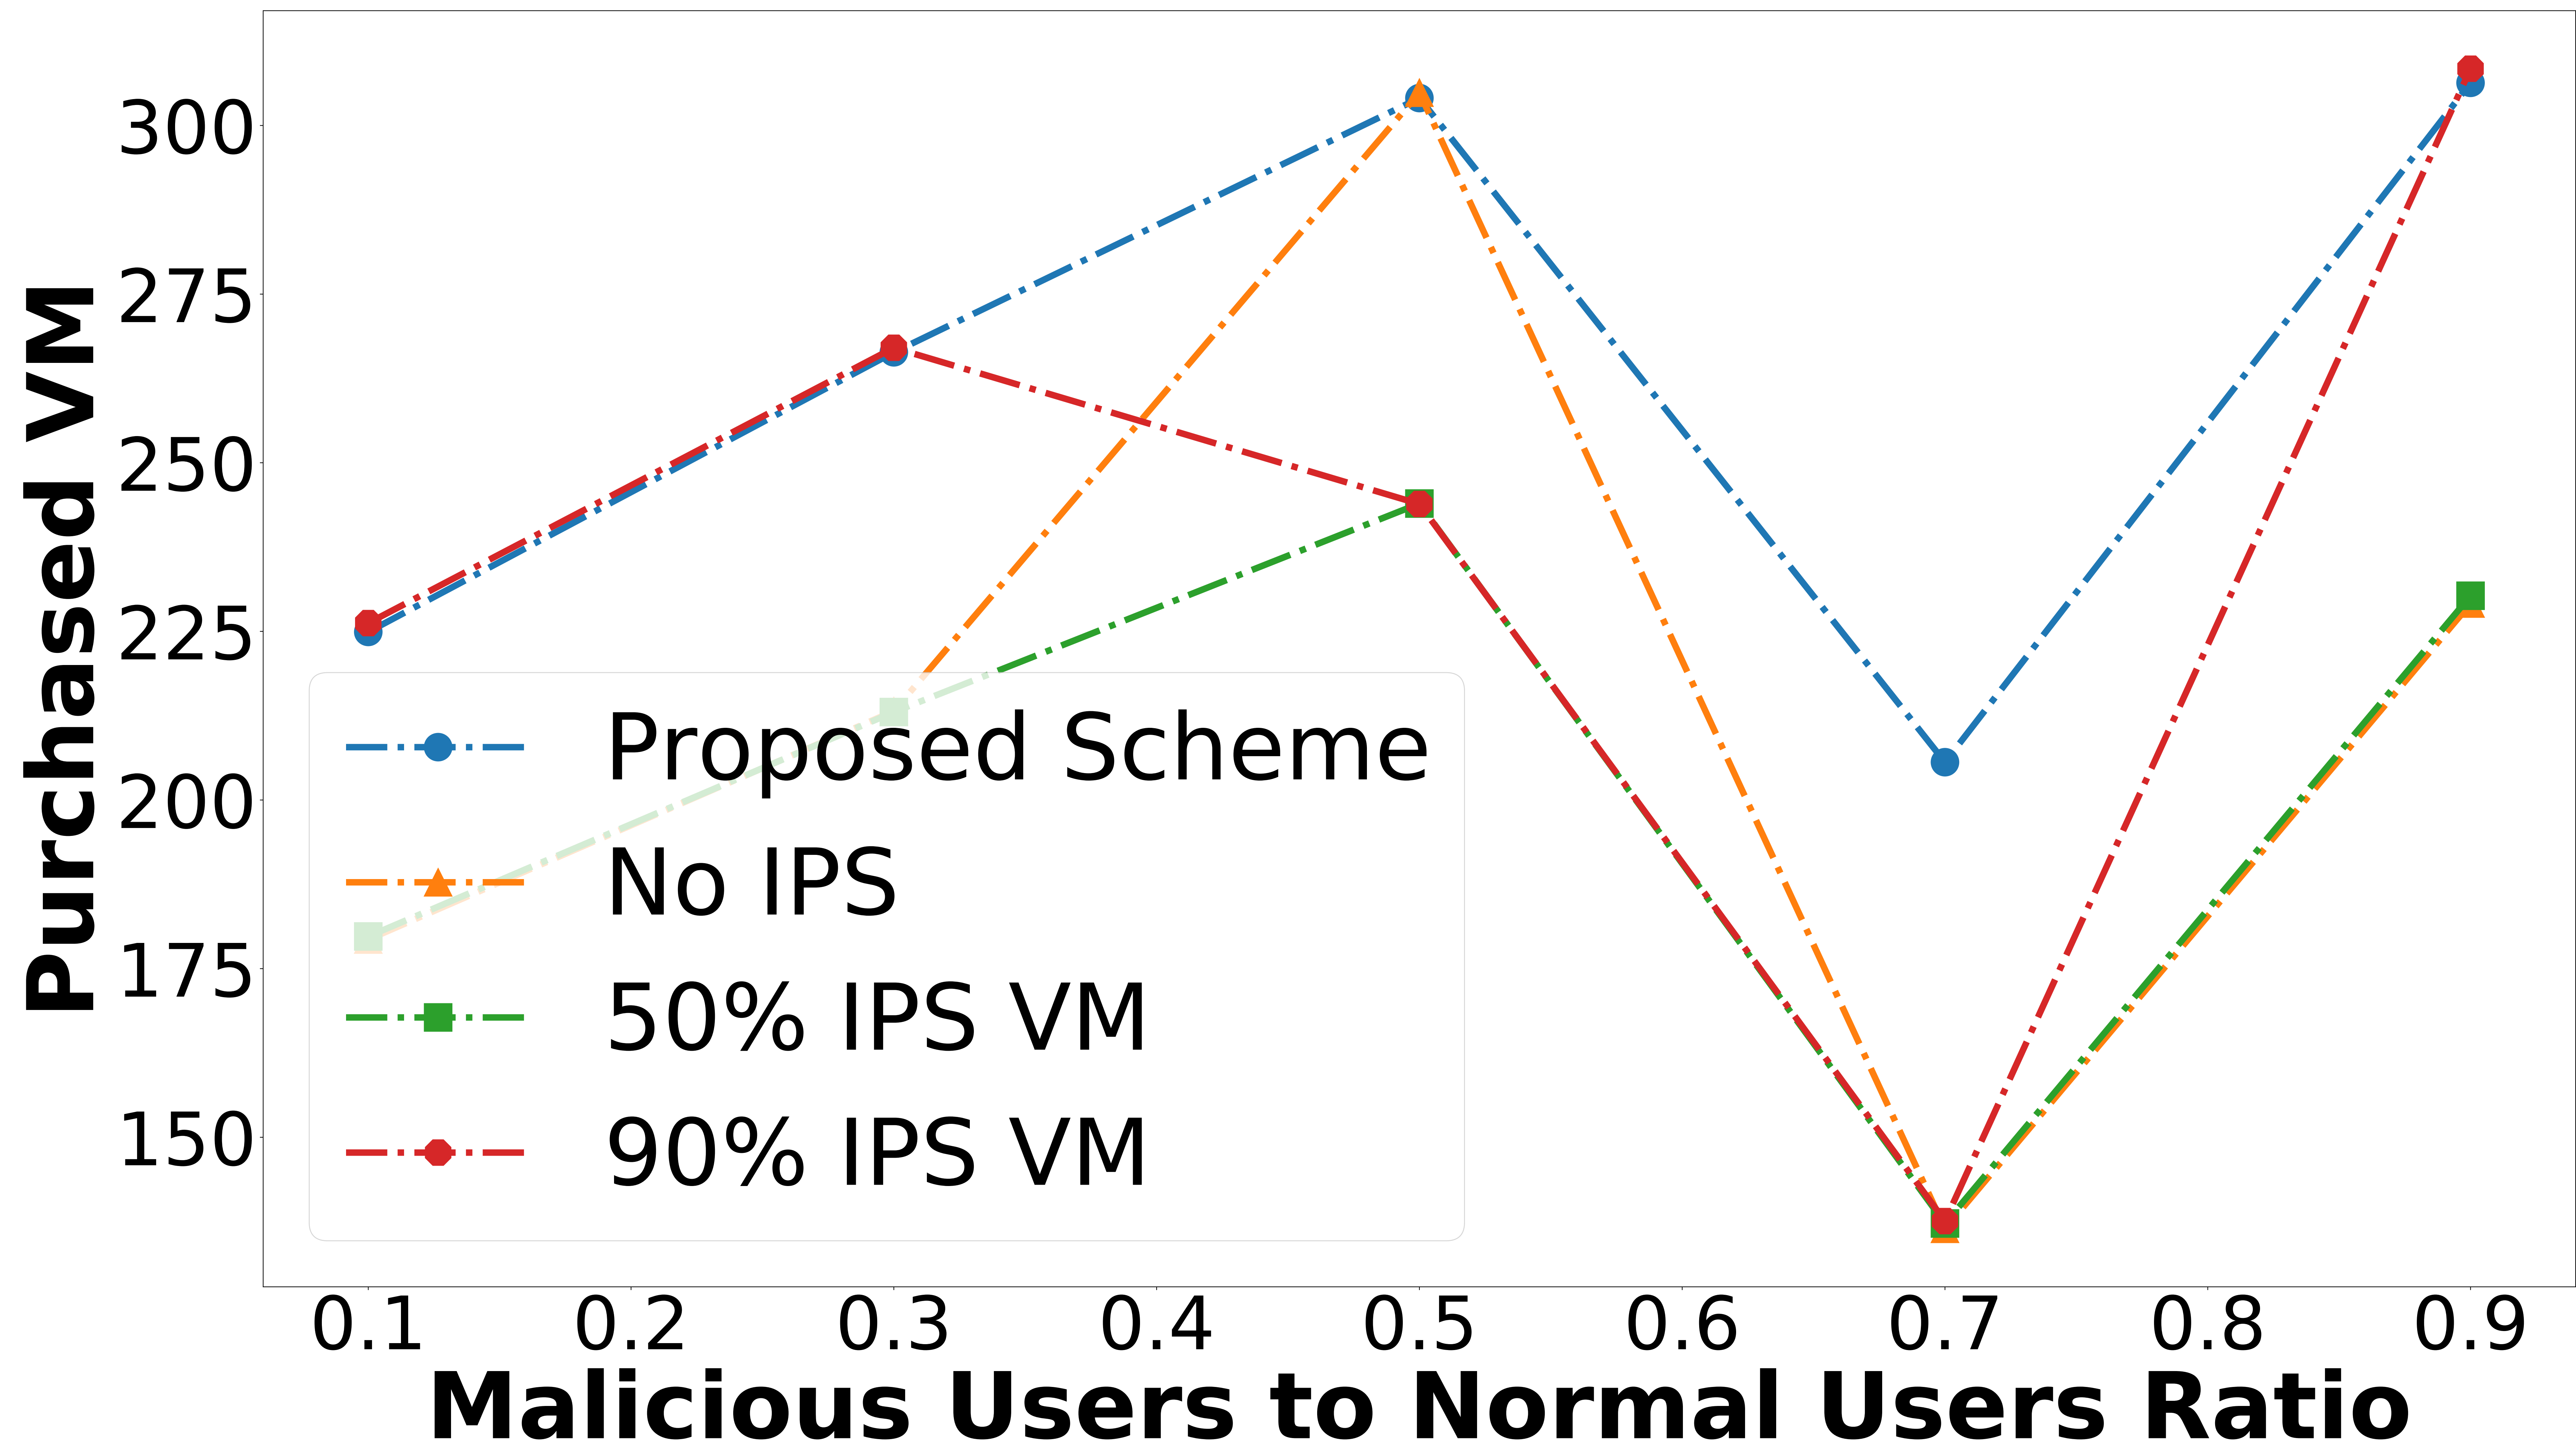 Purchased VM
300
275
250
225
200
175
150
Proposed Scheme
No IPS
50% IPS VM
90% IPS VM
0.1 0.2 0.3 0.4 0.5 0.6 0.7 0.8 0.9
Malicious Users to Normal Users Ratio